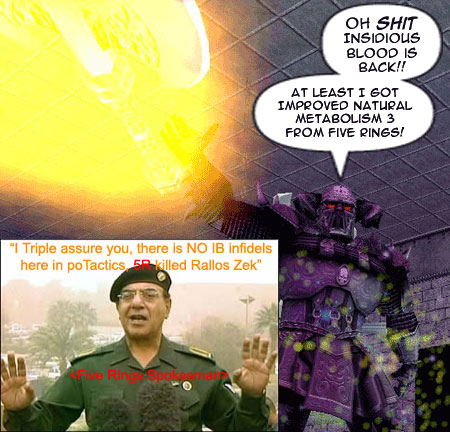 OH SHIT
INSIDIOUS
BLOOD IS
BACK!!
AT LEAST I GOT
IMPROVED NATURAL
METABOLISM 3
FROM FIVE RINGS!
“I Triple assure you, there is NO IB infidels
here in poTactics, 5R killed Rallos Zek”
<Five Rings Spokesman>